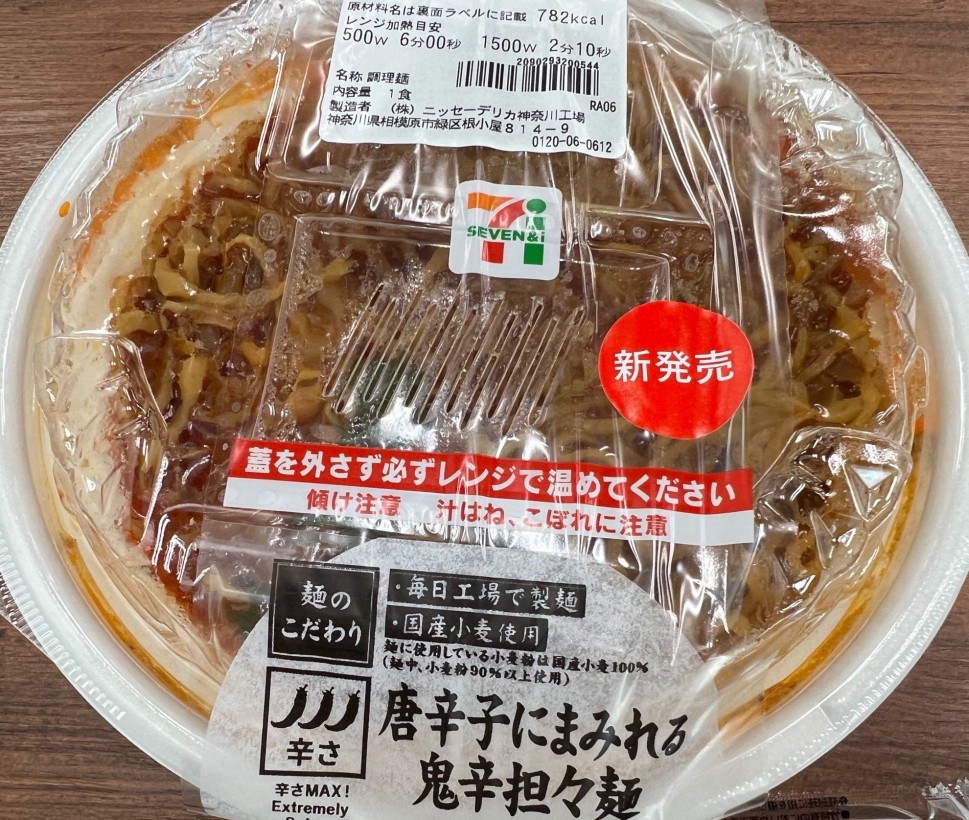 原材料名は裏面ラベルに記載 782kcal
レンジ加熱目安
500W 6分00秒 1500W 2分10秒
2090293200544
名称 調理麺
内容量 1食
RA06
製造者 (株)ニッセーデリカ神奈川工場
神奈川県相模原市緑区根小屋814-9
0120-06-0612
SEVEN&i
新発売
蓋を外さず必ずレンジで温めてください
傾け注意 汁はね、こぼれに注意
麺の
こだわり
・毎日工場で製麺
・国産小麦使用
麺に使用している小麦粉は国産小麦100%
(麺中、小麦粉90%以上使用)
辛さ
辛さMAX!
Extremely
唐辛子にまみれる
鬼辛担々麺